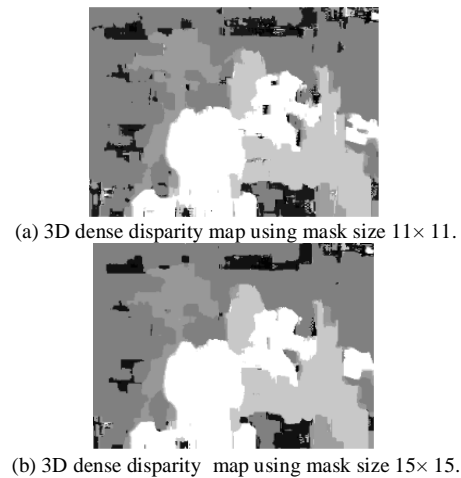 (a) 3D dense disparity map using mask size 11× 11.
(b) 3D dense disparity map using mask size 15× 15.